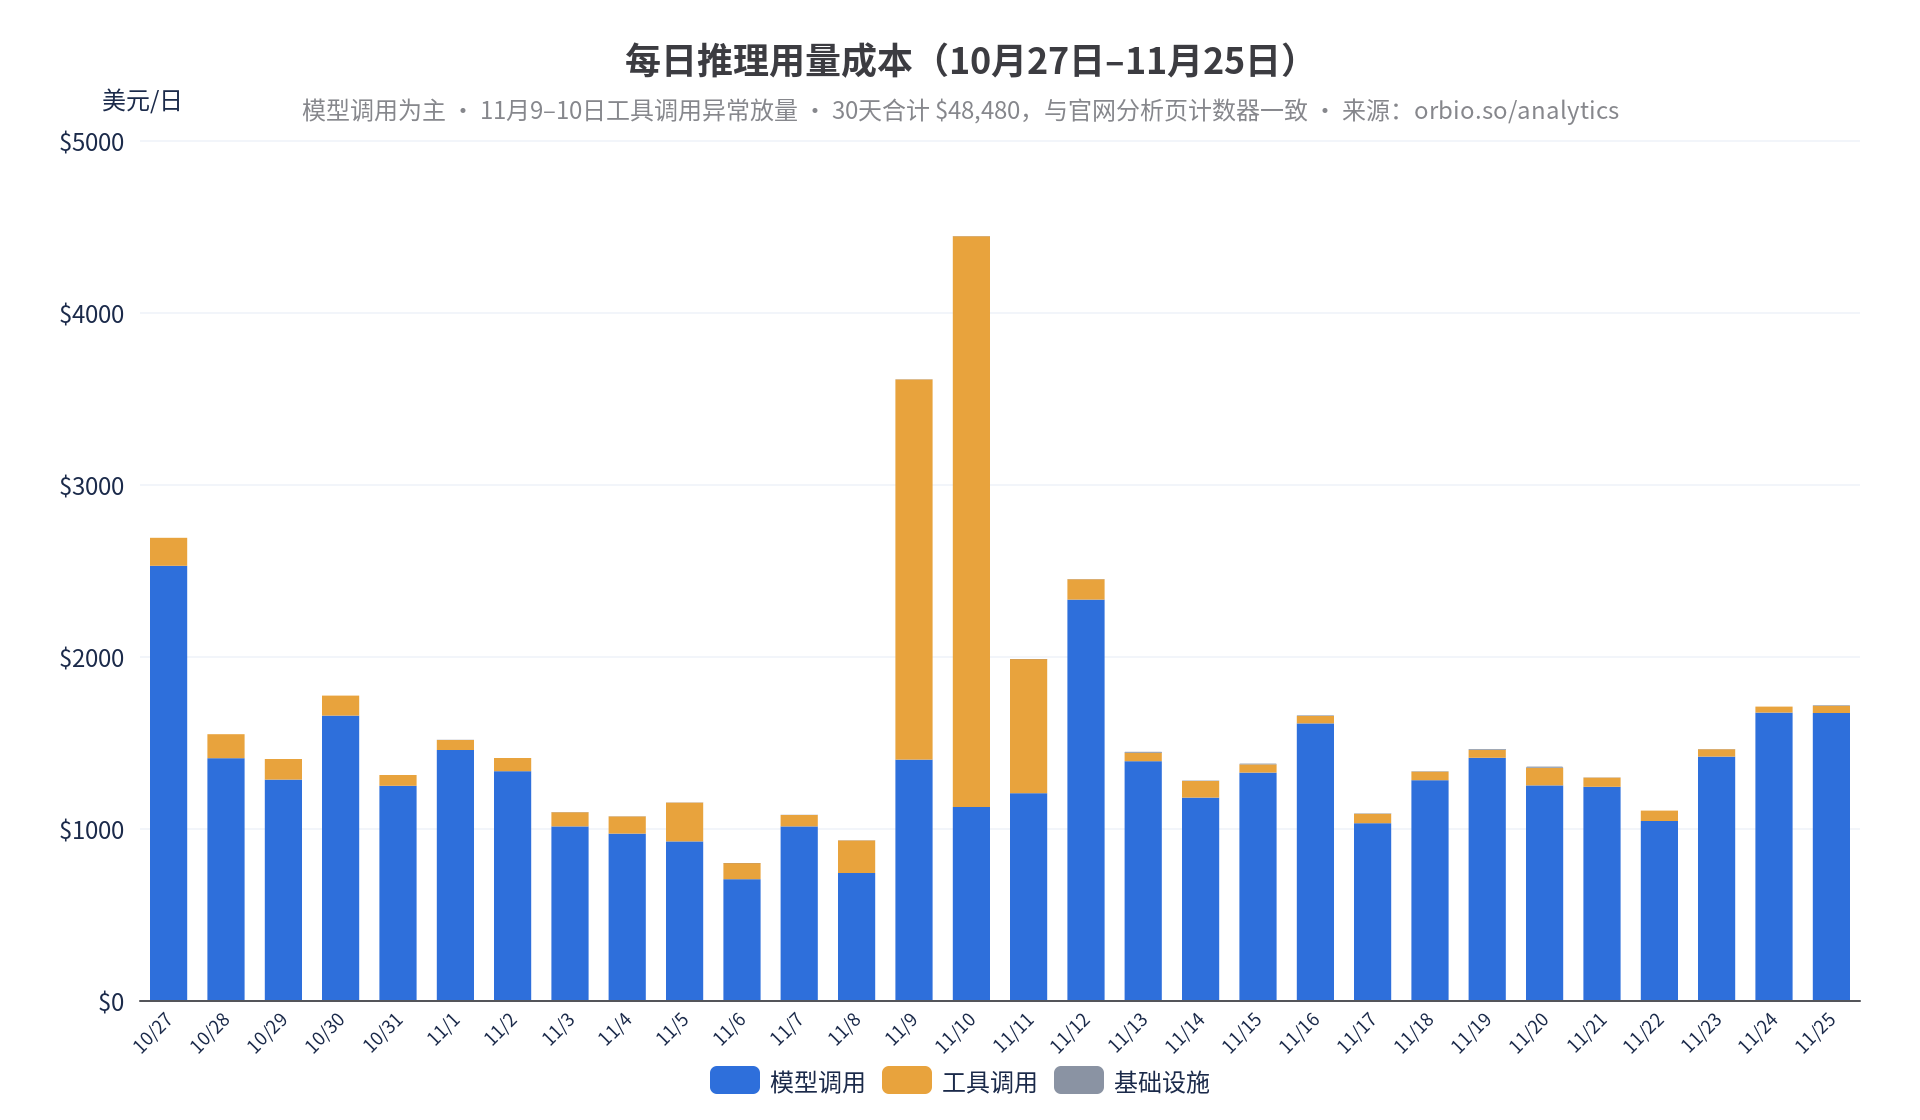 每日推理用量成本（10月27日–11月25日）
美元/日
模型调用为主 • 11月9–10日工具调用异常放量 • 30天合计 $48,480，与官网分析页计数器一致 • 来源：orbio.so/analytics
$5000
$4000
$3000
$2000
$1000
$0
10/27 10/28 10/29 10/30 10/31 11/1 11/2 11/3 11/4 11/5 11/6 11/7 11/8 11/9 11/10 11/11 11/12 11/13 11/14 11/15 11/16 11/17 11/18 11/19 11/20 11/21 11/22 11/23 11/24 11/25
模型调用 工具调用 基础设施